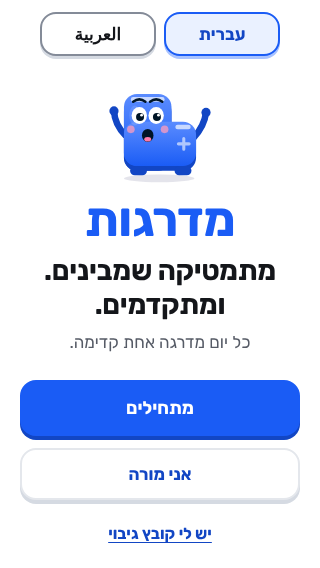 עברית
العربية
מדרגות
מתמטיקה שמבינים.
ומתקדמים.
כל יום מדרגה אחת קדימה.
מתחילים
אני מורה
יש לי קובץ גיבוי